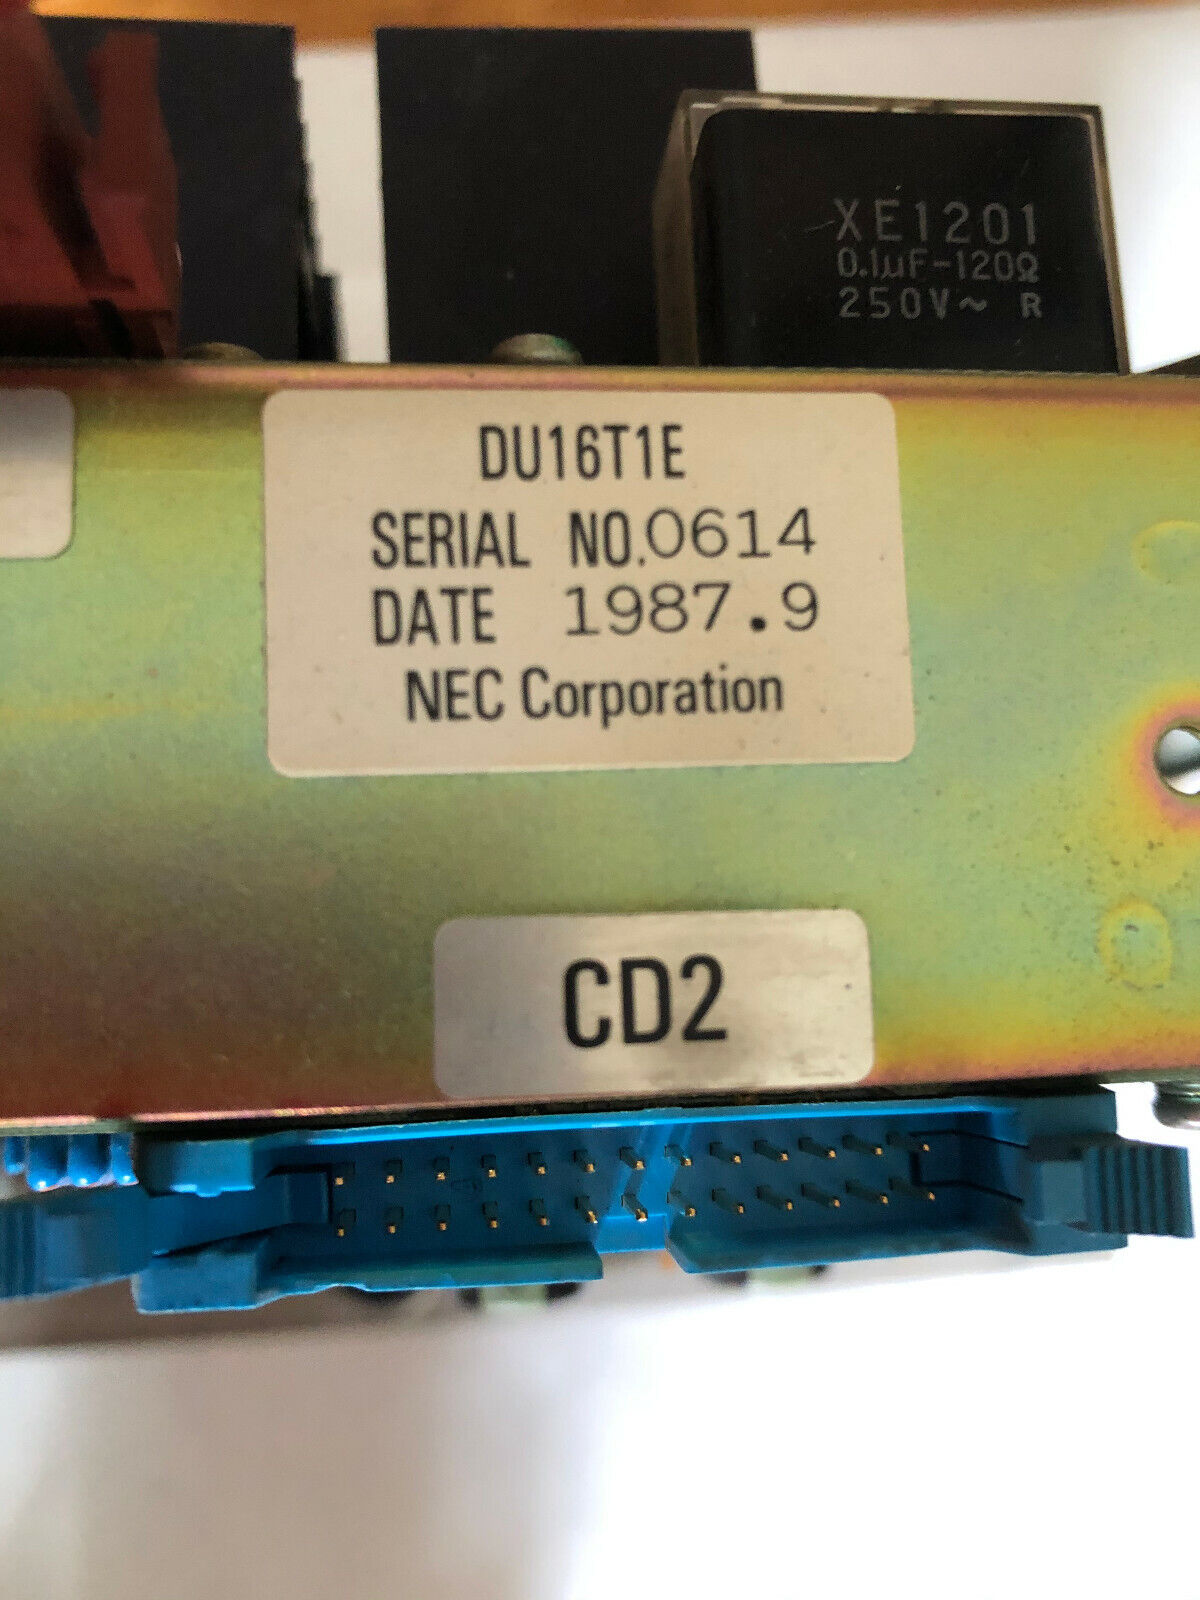 XE1201
0.1µF-120Ω
250V~ R
DU16T1E
SERIAL NO.0614
DATE 1987.9
NEC Corporation
CD2